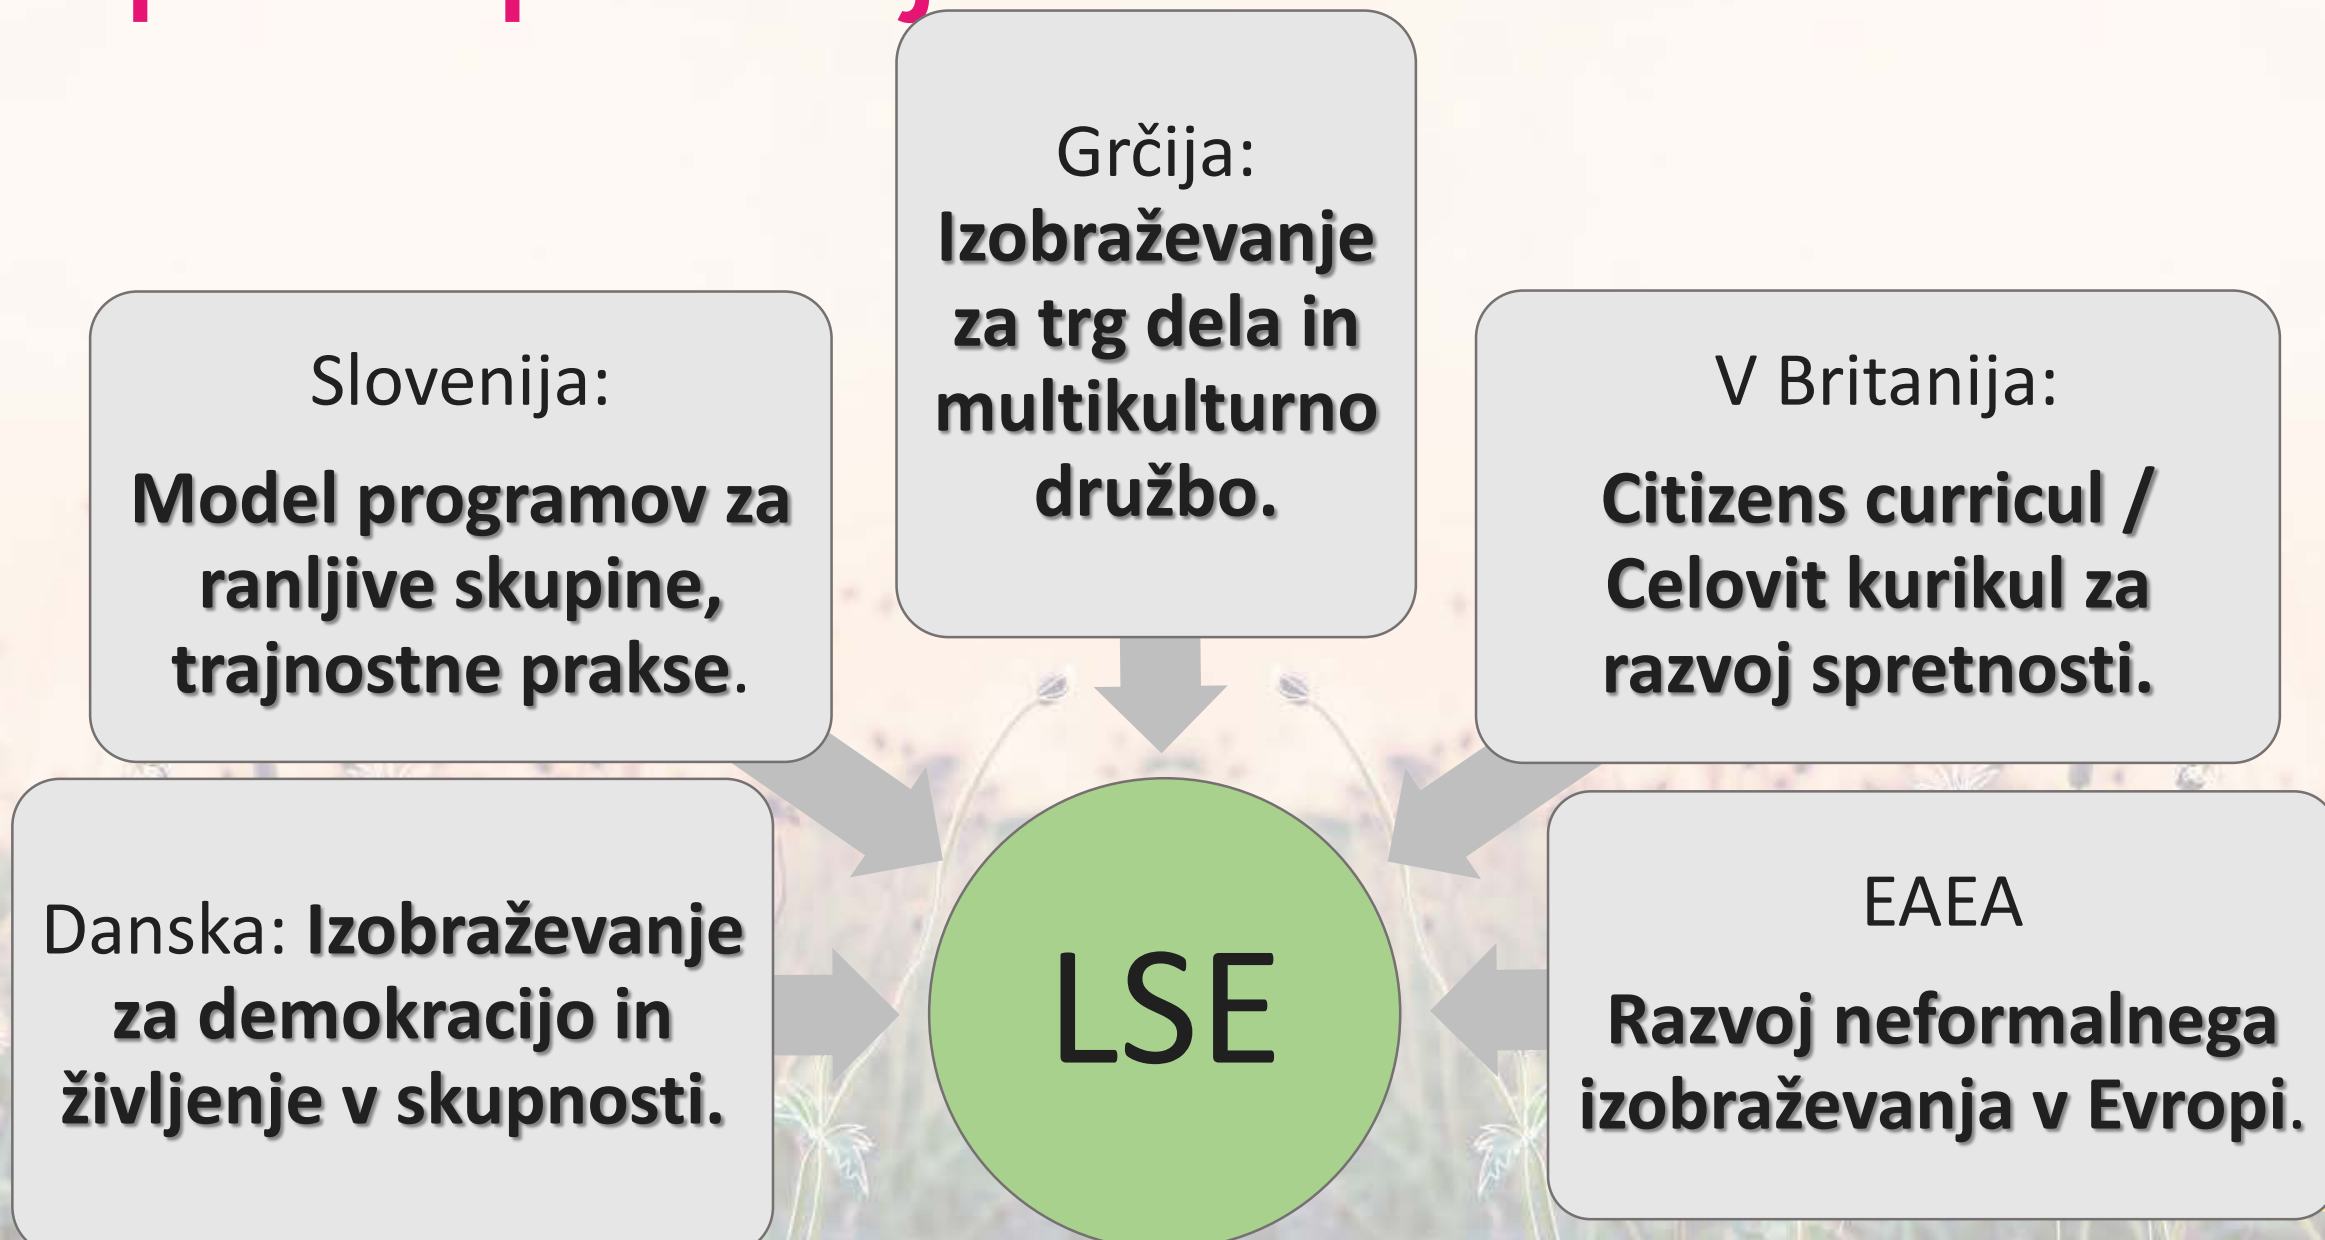 Grčija:
Izobraževanje
za trg dela in
multikulturno
družbo.
Slovenija:
Model programov za
ranljive skupine,
trajnostne prakse.
V Britanija:
Citizens curricul /
Celovit kurikul za
razvoj spretnosti.
Danska: Izobraževanje
za demokracijo in
življenje v skupnosti.
LSE
EAEA
Razvoj neformalnega
izobraževanja v Evropi.